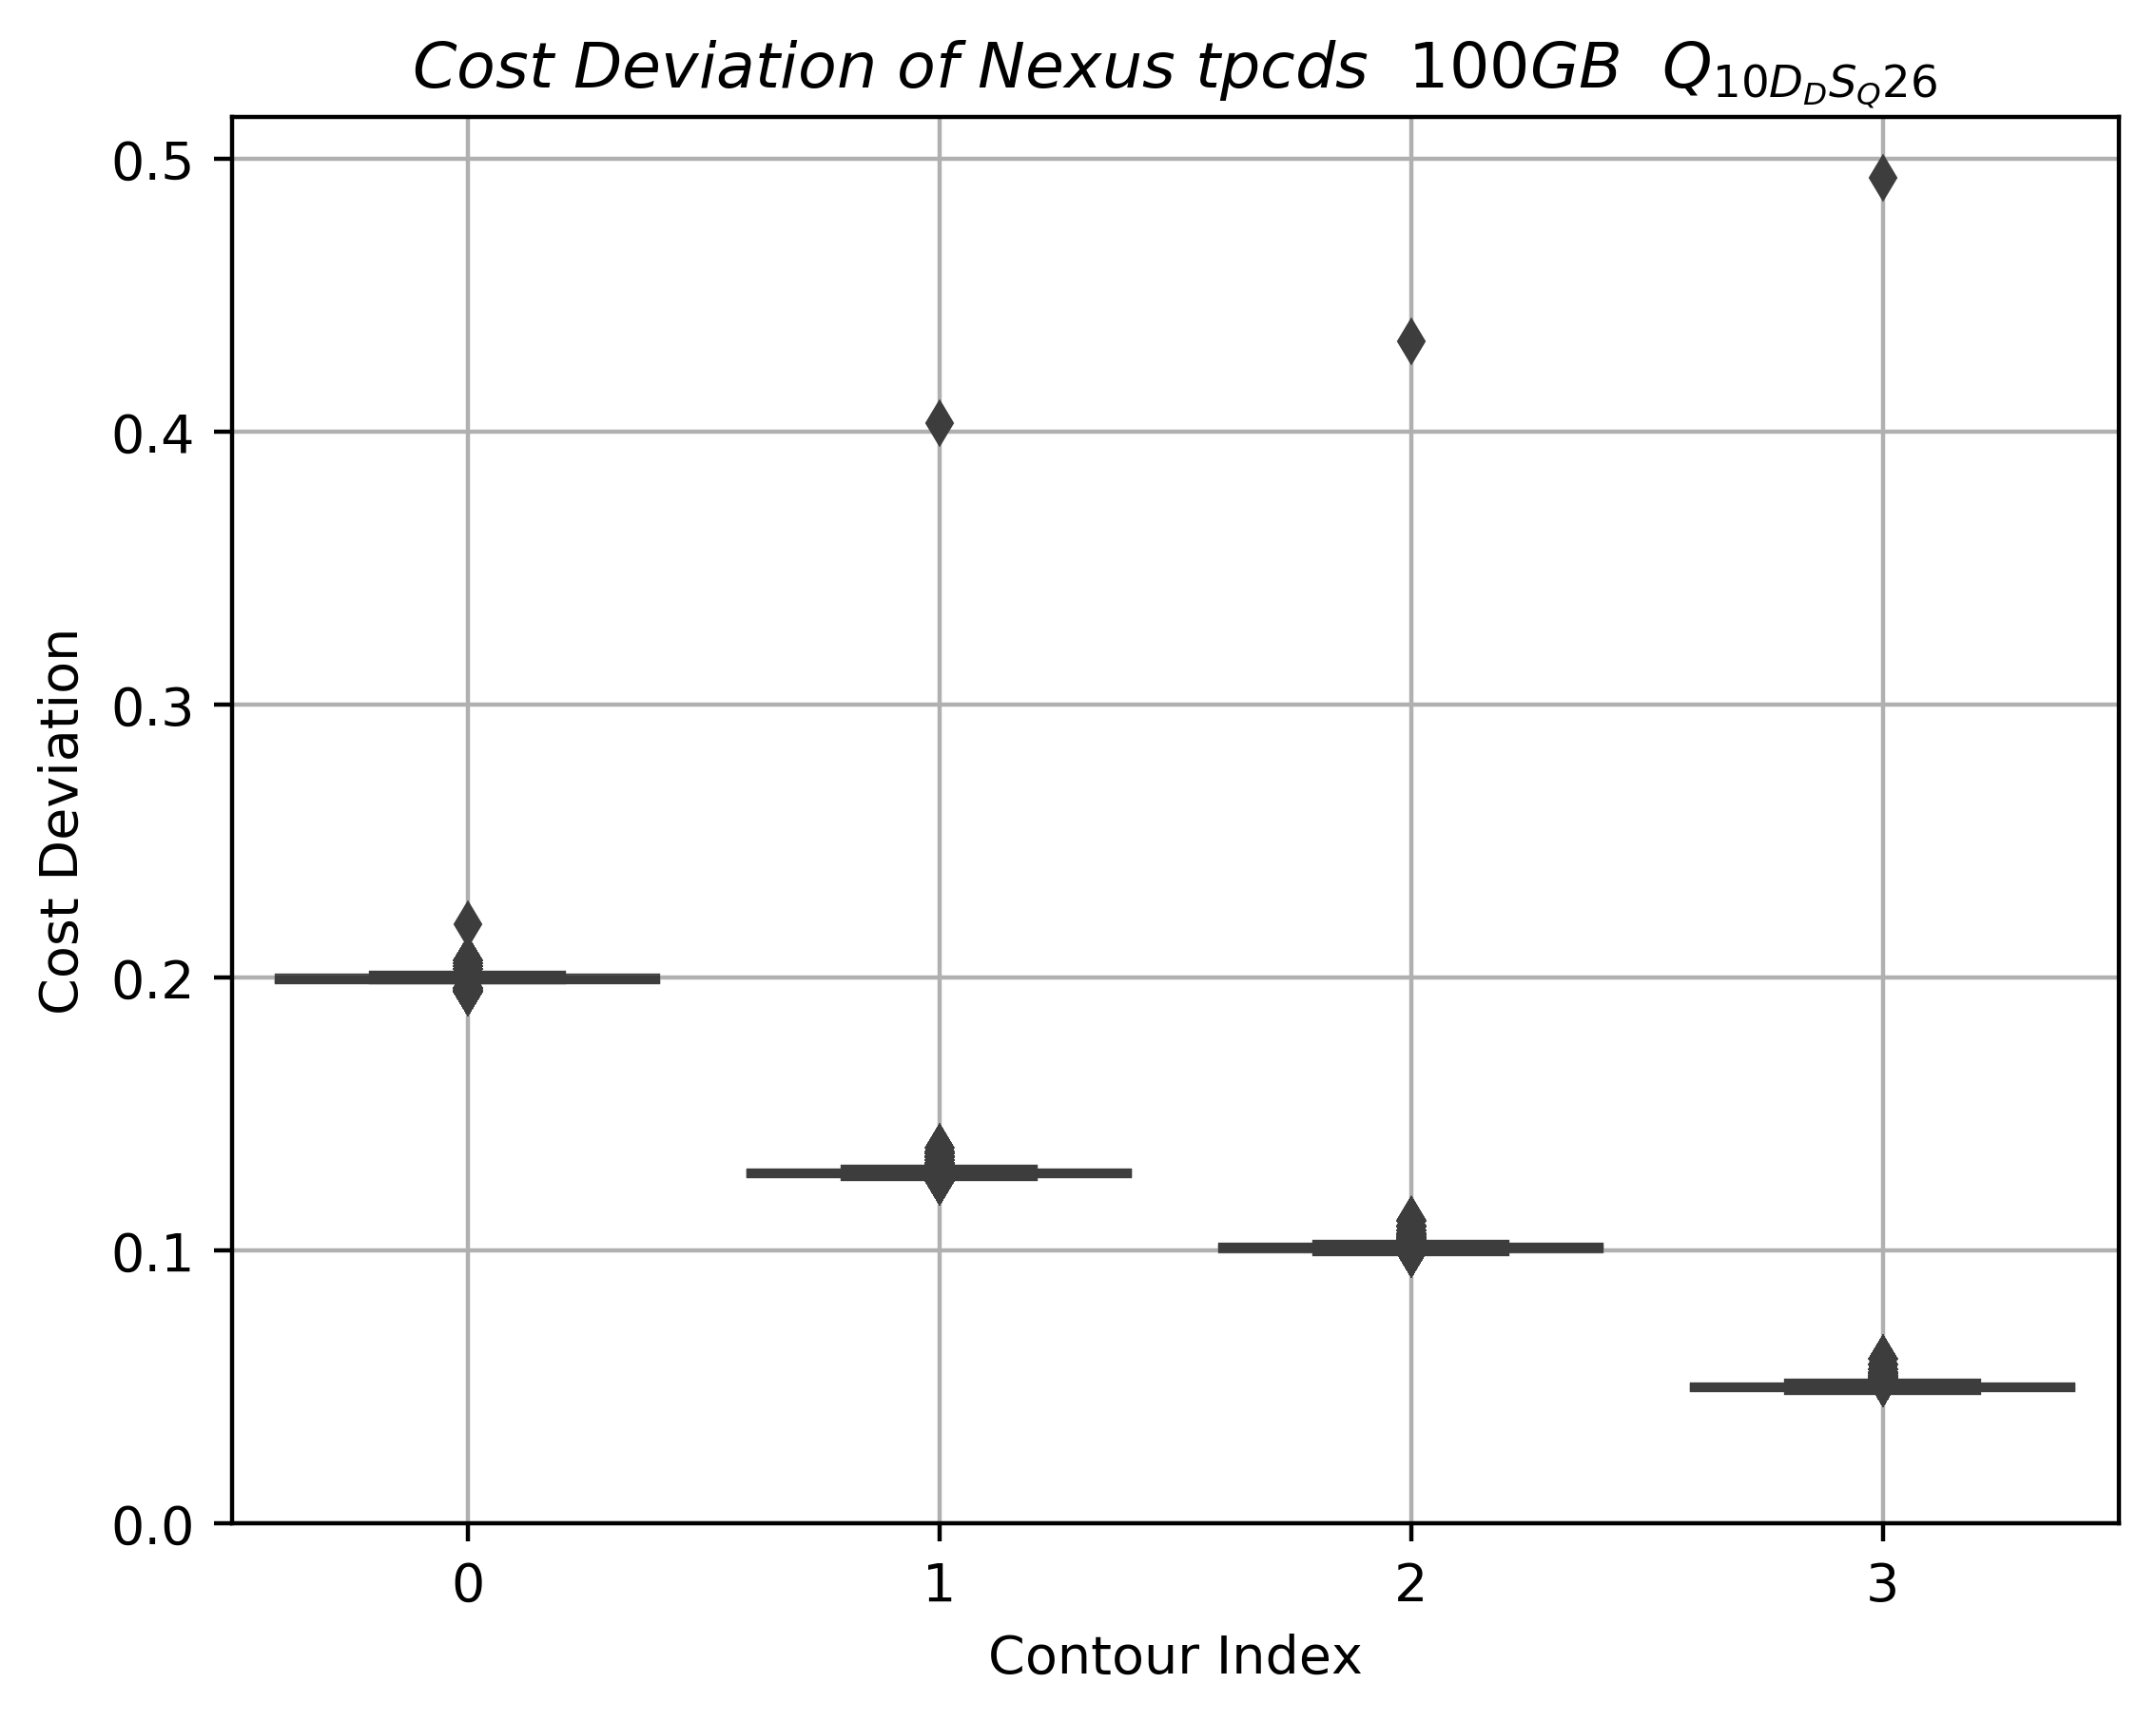 Cost Deviation of Nexus tpcds 100GB Q10DDSQ26
0.5
0.4
0.3
0.2
0.1
0.0
Cost Deviation
0 1 2 3
Contour Index